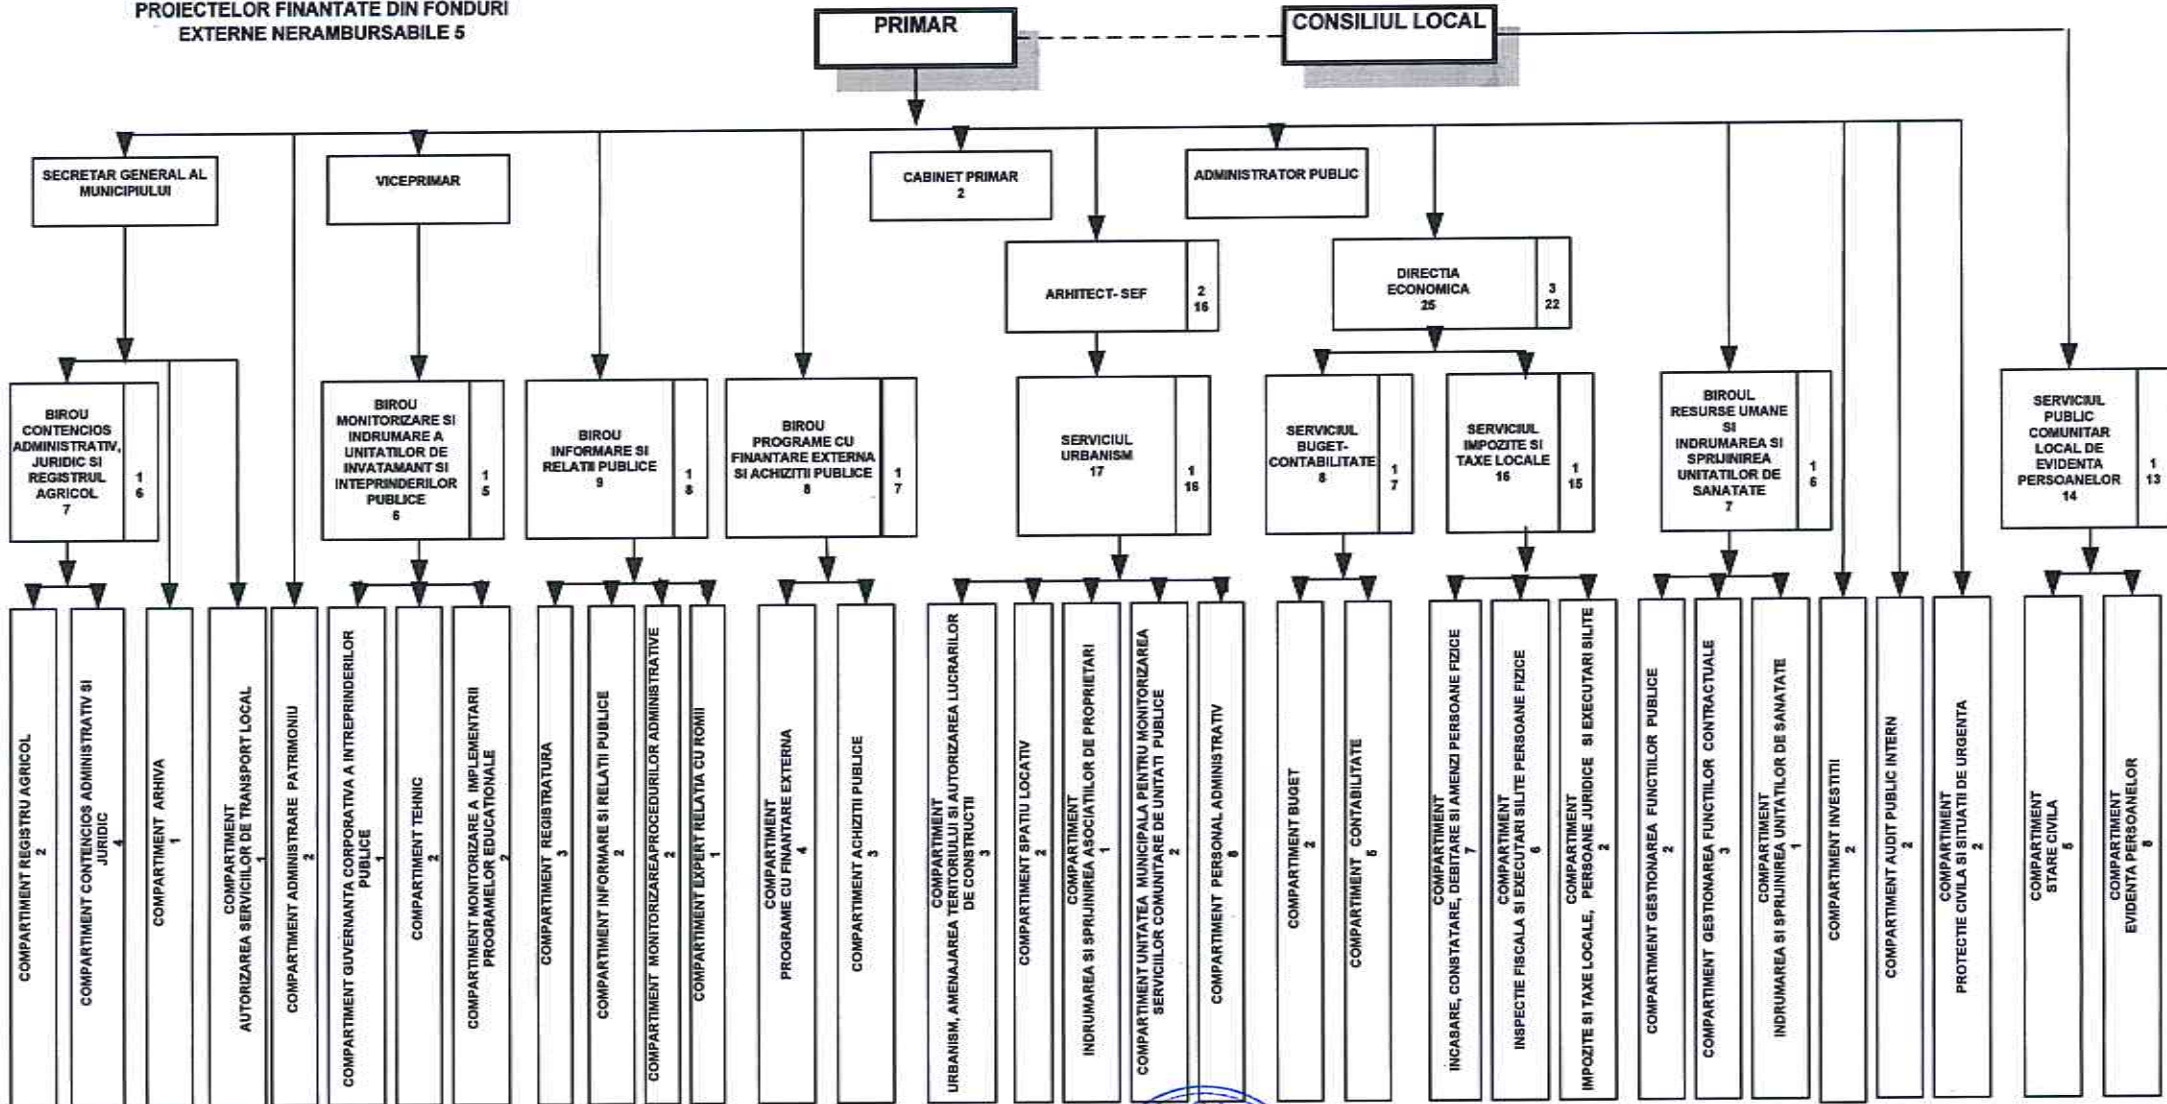 PROIECTELOR FINANTATE DIN FONDURI
EXTERNE NERAMBURSABILE 5
PRIMAR
CONSILIUL LOCAL
SECRETAR GENERAL AL
MUNICIPIULUI
VICEPRIMAR
CABINET PRIMAR
2
ADMINISTRATOR PUBLIC
ARHITECT- SEF
2
16
DIRECTIA
ECONOMICA
25
3
22
BIROU
CONTENCIOS
ADMINISTRATIV,
JURIDIC SI
REGISTRUL
AGRICOL
7
1
6
BIROU
MONITORIZARE SI
INDRUMARE A
UNITATILOR DE
INVATAMANT SI
INTEPRINDERILOR
PUBLICE
6
1
5
BIROU
INFORMARE SI
RELATII PUBLICE
9
1
8
BIROU
PROGRAME CU
FINANTARE EXTERNA
SI ACHIZITII PUBLICE
8
1
7
SERVICIUL
URBANISM
17
1
16
SERVICIUL
BUGET-
CONTABILITATE
8
1
7
SERVICIUL
IMPOZITE SI
TAXE LOCALE
16
1
15
BIROUL
RESURSE UMANE
SI
INDRUMAREA SI
SPRIJINIREA
UNITATILOR DE
SANATATE
7
1
6
SERVICIUL
PUBLIC
COMUNITAR
LOCAL DE
EVIDENTA
PERSOANELOR
14
1
13
COMPARTIMENT REGISTRU AGRICOL
2
COMPARTIMENT CONTENCIOS ADMINISTRATIV SI
JURIDIC
4
COMPARTIMENT ARHIVA
1
COMPARTIMENT
AUTORIZAREA SERVICIILOR DE TRANSPORT LOCAL
1
COMPARTIMENT ADMINISTRARE PATRIMONIU
2
COMPARTIMENT GUVERNANTA CORPORATIVA A INTREPRINDERILOR
PUBLICE
1
COMPARTIMENT TEHNIC
2
COMPARTIMENT MONITORIZARE A IMPLEMENTARII
PROGRAMELOR EDUCATIONALE
2
COMPARTIMENT REGISTRATURA
3
COMPARTIMENT INFORMARE SI RELATII PUBLICE
2
COMPARTIMENT MONITORIZAREAPROCEDURILOR ADMINISTRATIVE
2
COMPARTIMENT EXPERT RELATIA CU ROMII
1
COMPARTIMENT
PROGRAME CU FINANTARE EXTERNA
4
COMPARTIMENT ACHIZITII PUBLICE
3
COMPARTIMENT
URBANISM, AMENAJAREA TERITORIULUI SI AUTORIZAREA LUCRARILOR
DE CONSTRUCTII
3
COMPARTIMENT SPATIU LOCATIV
2
COMPARTIMENT
INDRUMAREA SI SPRIJINIREA ASOCIATIILOR DE PROPRIETARI
1
COMPARTIMENT UNITATEA MUNICIPALA PENTRU MONITORIZAREA
SERVICIILOR COMUNITARE DE UNITATI PUBLICE
2
COMPARTIMENT PERSONAL ADMINISTRATIV
8
COMPARTIMENT BUGET
2
COMPARTIMENT CONTABILITATE
5
COMPARTIMENT
INCASARE, CONSTATARE, DEBITARE SI AMENZI PERSOANE FIZICE
7
COMPARTIMENT
INSPECTIE FISCALA SI EXECUTARI SILITE PERSOANE FIZICE
6
COMPARTIMENT
IMPOZITE SI TAXE LOCALE, PERSOANE JURIDICE SI EXECUTARI SILITE
2
COMPARTIMENT GESTIONAREA FUNCTIILOR PUBLICE
2
COMPARTIMENT GESTIONAREA FUNCTIILOR CONTRACTUALE
3
COMPARTIMENT
INDRUMAREA SI SPRIJINIREA UNITATILOR DE SANATATE
1
COMPARTIMENT INVESTITII
2
COMPARTIMENT AUDIT PUBLIC INTERN
2
COMPARTIMENT
PROTECTIE CIVILA SI SITUATII DE URGENTA
2
COMPARTIMENT
STARE CIVILA
5
COMPARTIMENT
EVIDENTA PERSOANELOR
8